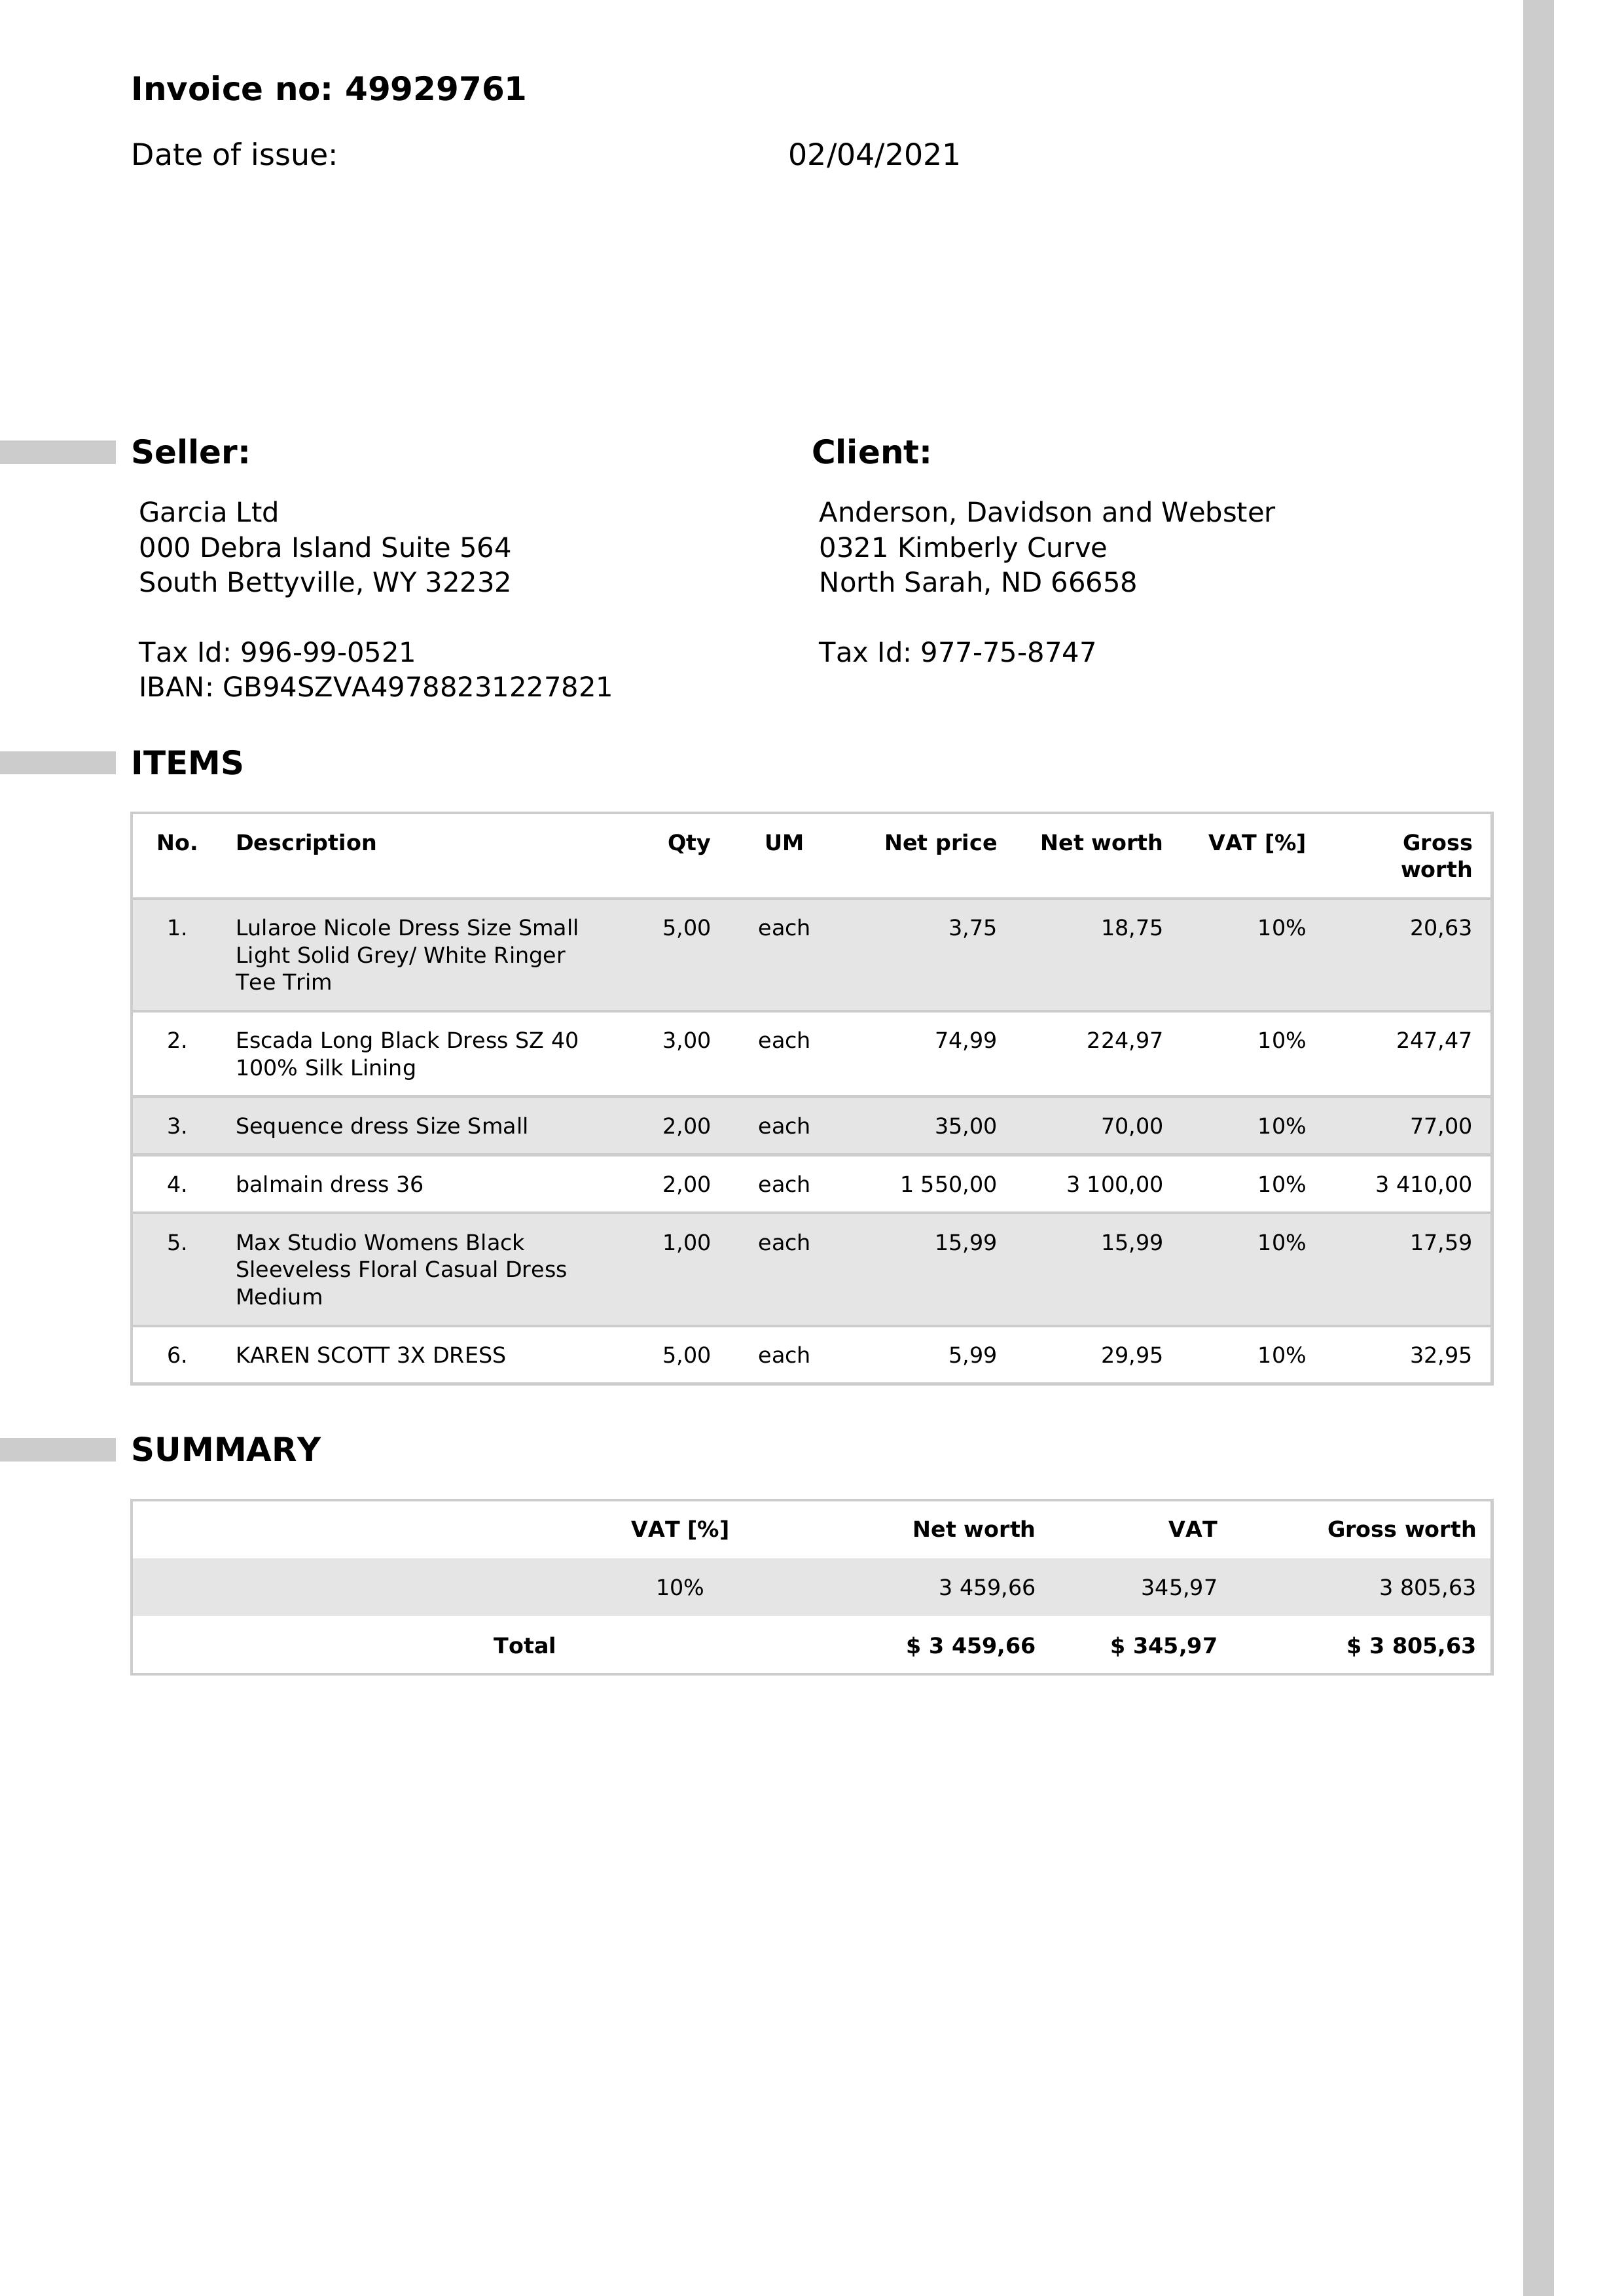 Invoice no: 49929761
Date of issue: 02/04/2021
Seller: Client:
Garcia Ltd Anderson, Davidson and Webster
000 Debra Island Suite 564 0321 Kimberly Curve
South Bettyville, WY 32232 North Sarah, ND 66658
Tax Id: 996-99-0521 Tax Id: 977-75-8747
IBAN: GB94SZVA49788231227821
ITEMS
No. Description Qty UM Net price Net worth VAT [%] Gross
worth
1. Lularoe Nicole Dress Size Small 5,00 each 3,75 18,75 10% 20,63
Light Solid Grey/ White Ringer
Tee Trim
2. Escada Long Black Dress SZ 40 3,00 each 74,99 224,97 10% 247,47
100% Silk Lining
3. Sequence dress Size Small 2,00 each 35,00 70,00 10% 77,00
4. balmain dress 36 2,00 each 1 550,00 3 100,00 10% 3 410,00
5. Max Studio Womens Black 1,00 each 15,99 15,99 10% 17,59
Sleeveless Floral Casual Dress
Medium
6. KAREN SCOTT 3X DRESS 5,00 each 5,99 29,95 10% 32,95
SUMMARY
VAT [%] Net worth VAT Gross worth
10% 3 459,66 345,97 3 805,63
Total $ 3 459,66 $ 345,97 $ 3 805,63